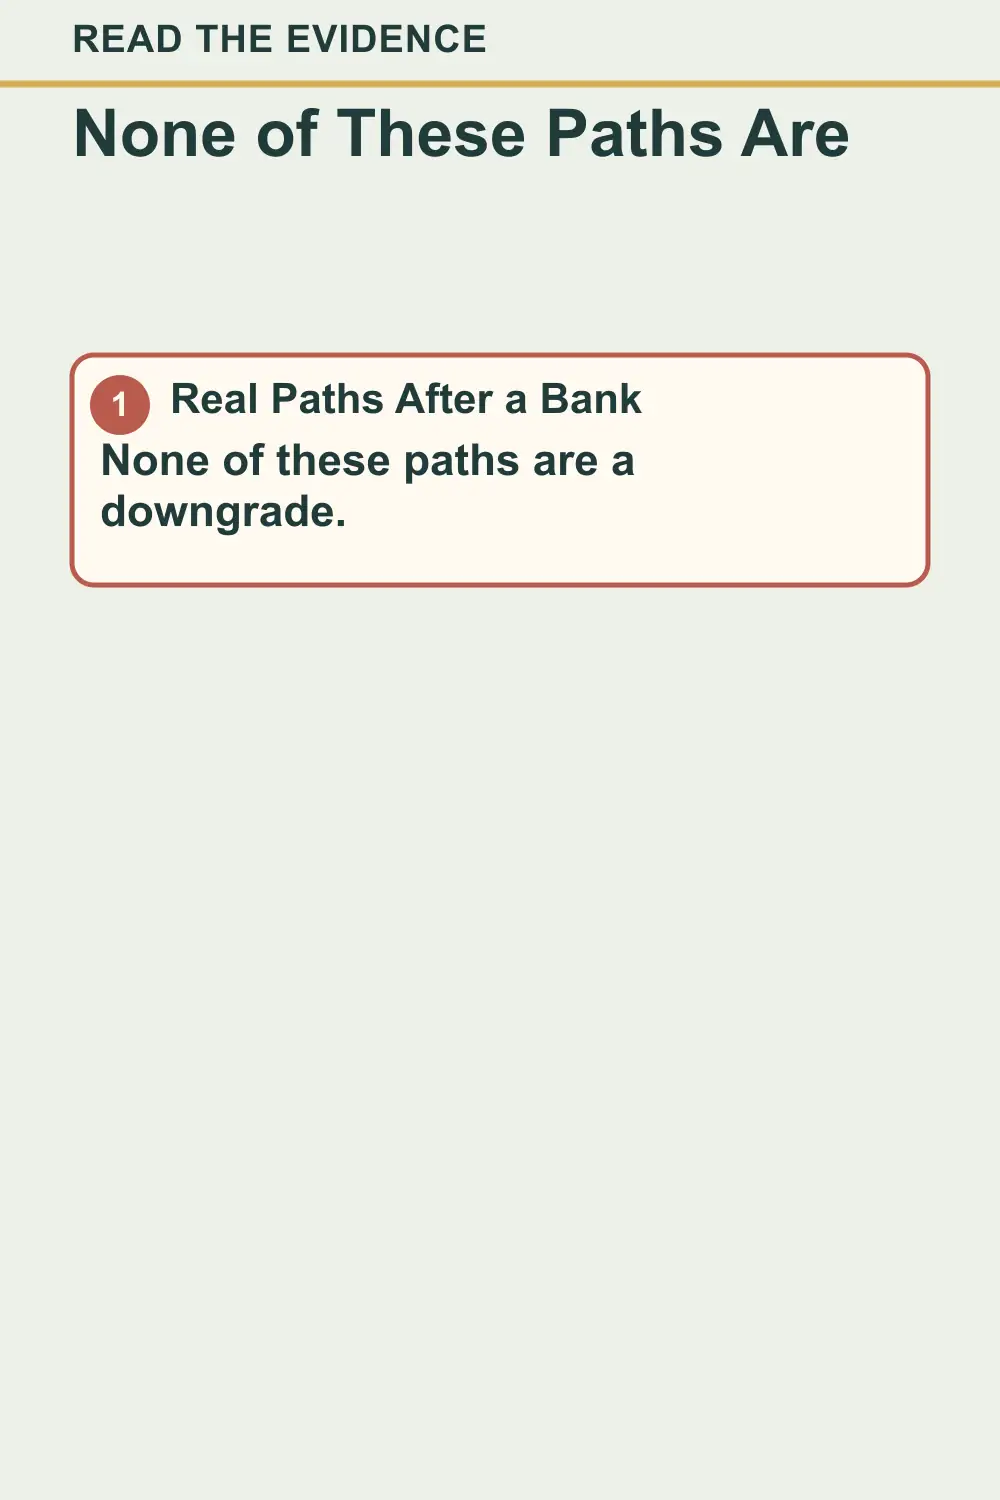 READ THE EVIDENCE
None of These Paths Are
1 Real Paths After a Bank
None of these paths are a
downgrade.